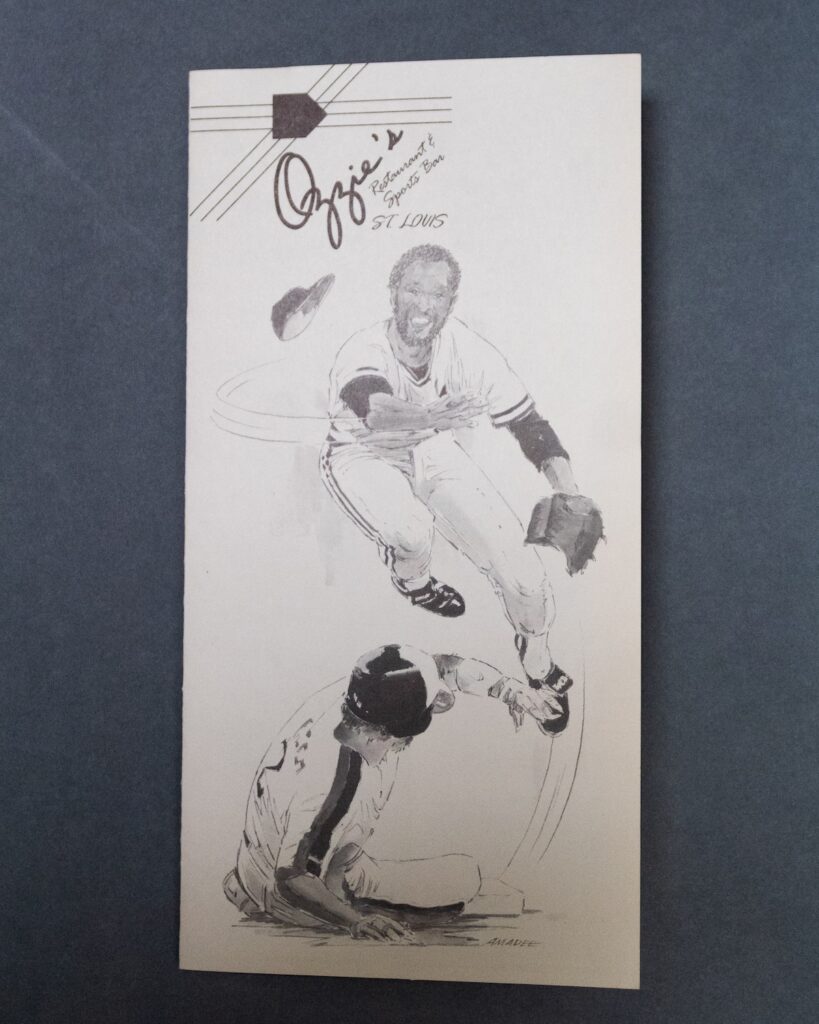 Ozzie's
Restaurant &
Sports Bar
ST. LOUIS
AMADEE